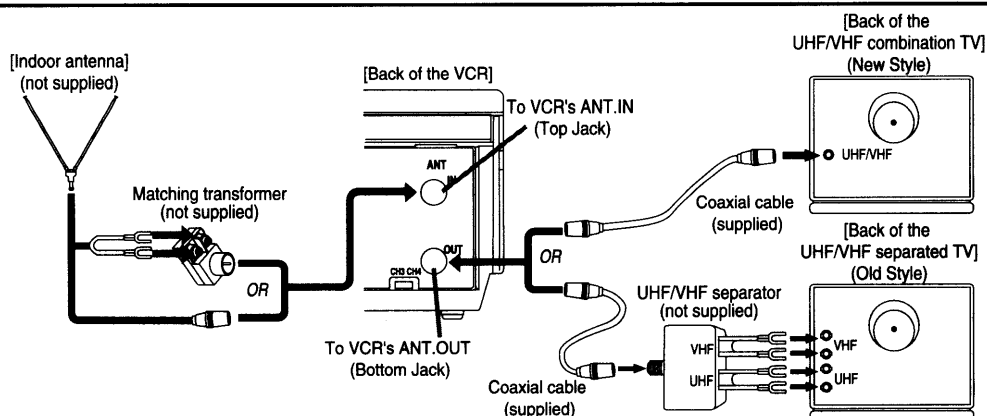 [Indoor antenna]
(not supplied)
Matching transformer
(not supplied)
OR
[Back of the VCR]
To VCR's ANT.IN
(Top Jack)
ANT
IN
OUT
CH3 CH4
To VCR's ANT.OUT
(Bottom Jack)
OR
Coaxial cable
(supplied)
[Back of the
UHF/VHF combination TV]
(New Style)
UHF/VHF
Coaxial cable
(supplied)
UHF/VHF separator
(not supplied)
VHF
UHF
[Back of the
UHF/VHF separated TV]
(Old Style)
VHF
UHF